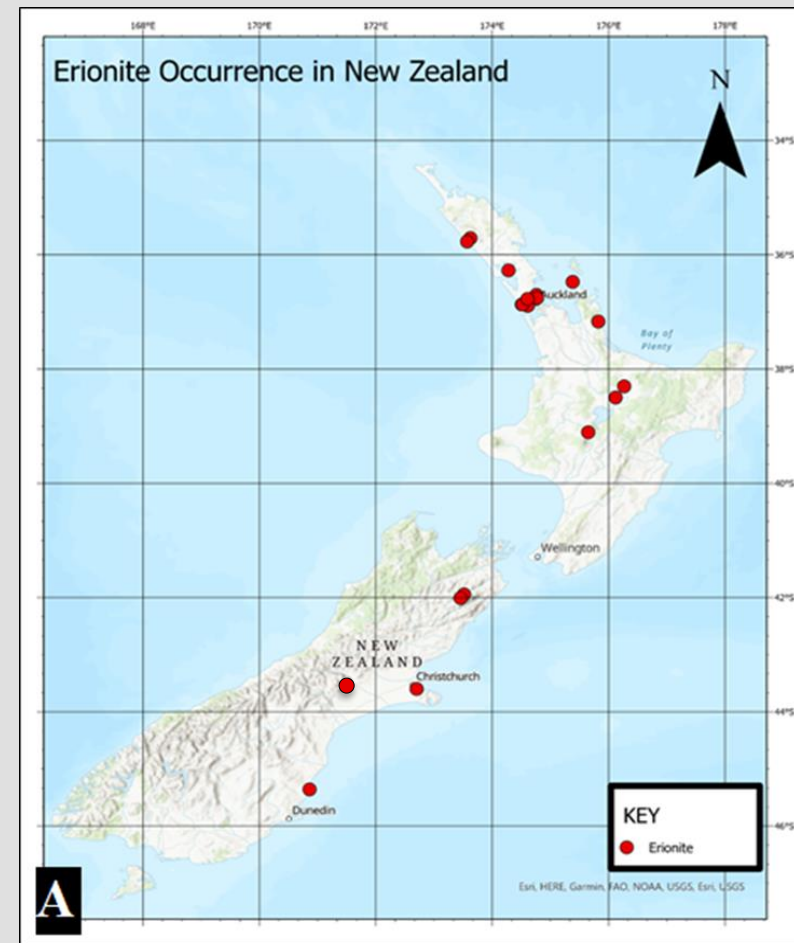 168°E 170°E 172°E 174°E 176°E 178°E
Erionite Occurrence in New Zealand
N
34°S
36°S
Auckland
Bay of
Plenty
38°S
40°S
Wellington
42°S
NEW
ZEALAND
Christchurch
44°S
KEY
Erionite
Dunedin
46°S
A
Esri, HERE, Garmin, FAO, NOAA, USGS, Esri, USGS